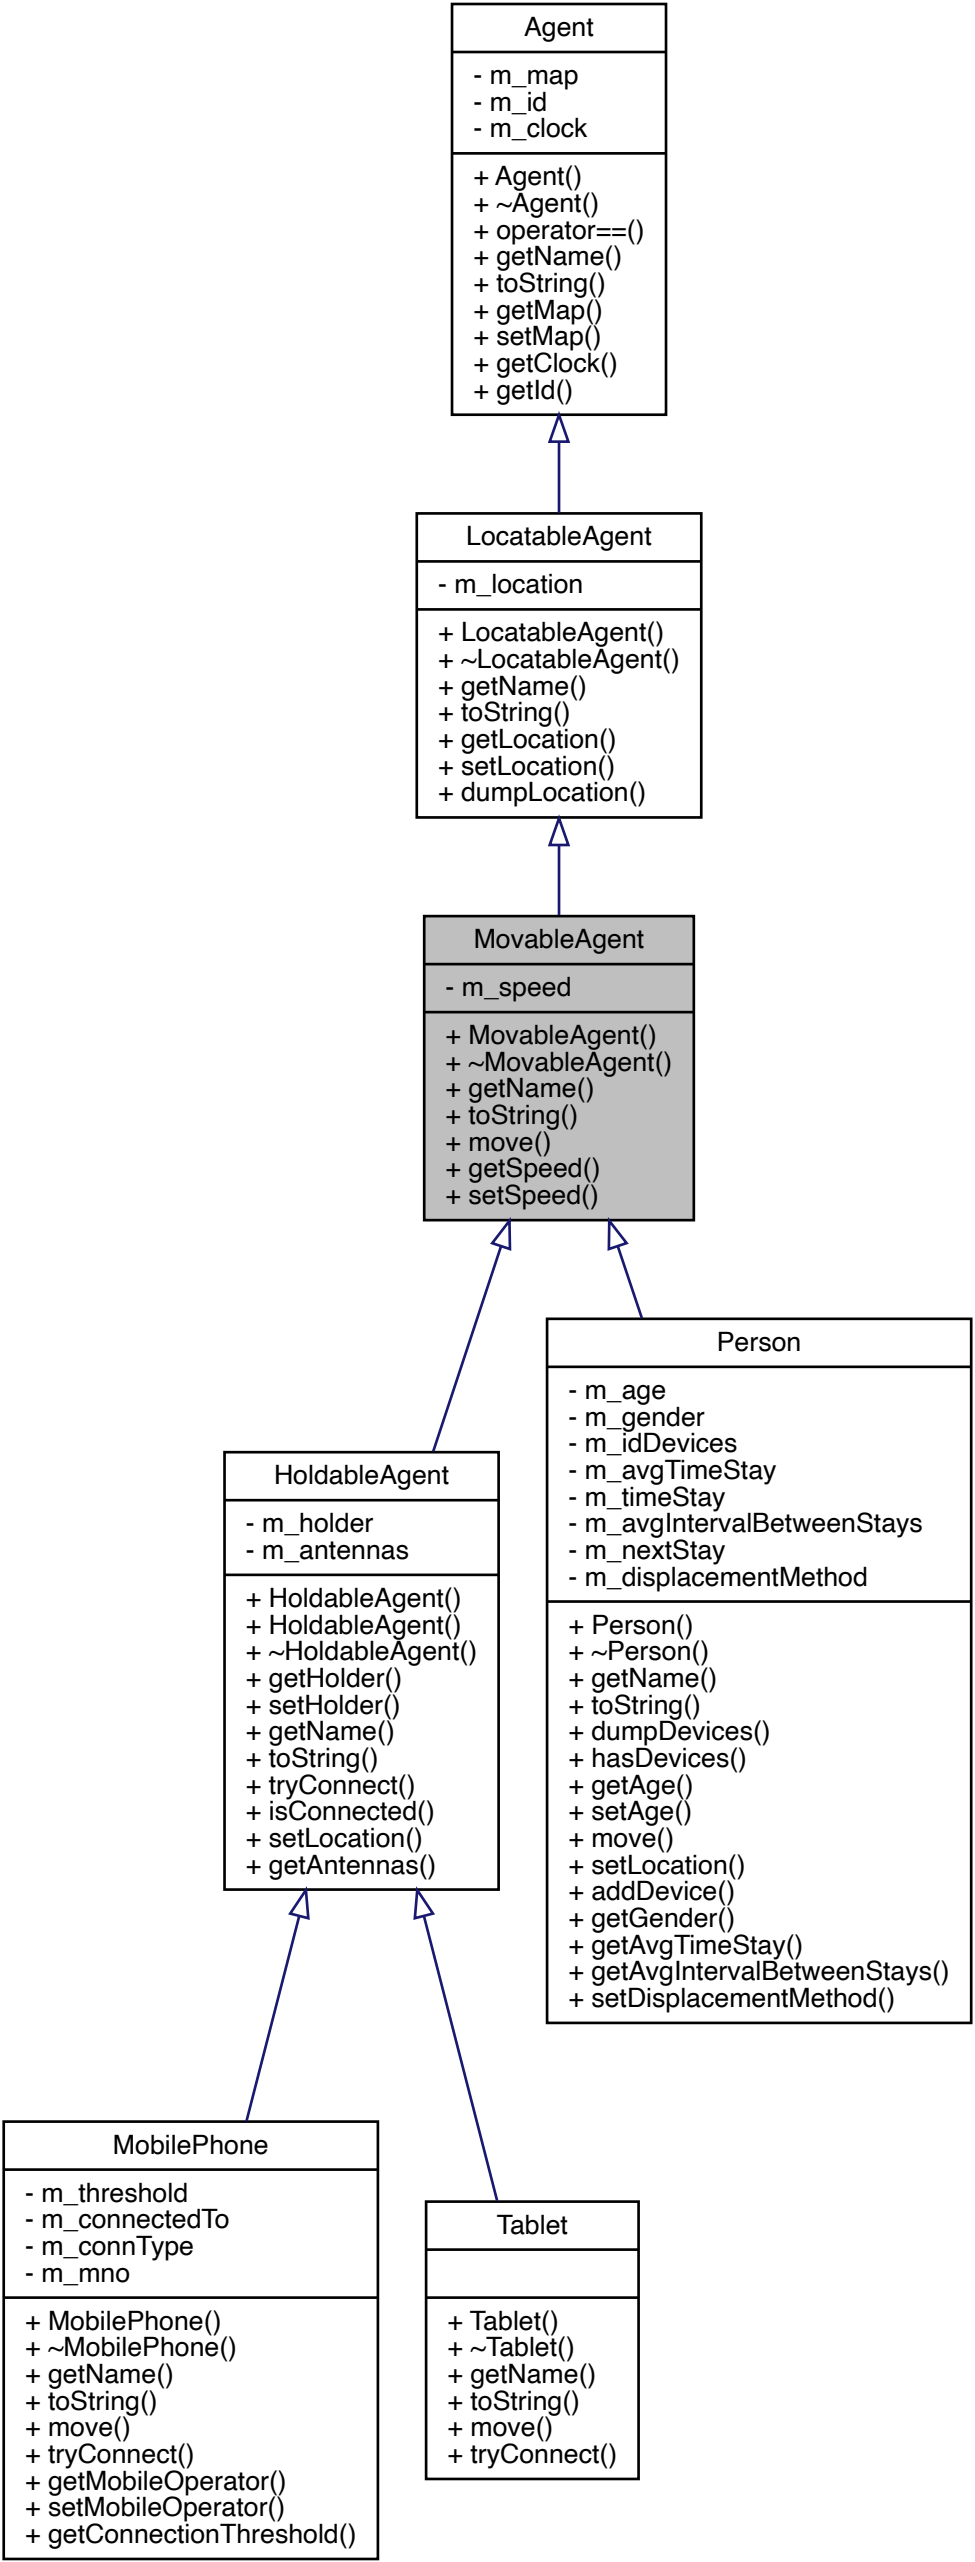 Agent
- m_map
- m_id
- m_clock
+ Agent()
+ ~Agent()
+ operator==()
+ getName()
+ toString()
+ getMap()
+ setMap()
+ getClock()
+ getId()
LocatableAgent
- m_location
+ LocatableAgent()
+ ~LocatableAgent()
+ getName()
+ toString()
+ getLocation()
+ setLocation()
+ dumpLocation()
MovableAgent
- m_speed
+ MovableAgent()
+ ~MovableAgent()
+ getName()
+ toString()
+ move()
+ getSpeed()
+ setSpeed()
Person
- m_age
- m_gender
- m_idDevices
- m_avgTimeStay
- m_timeStay
- m_avgIntervalBetweenStays
- m_nextStay
- m_displacementMethod
+ Person()
+ ~Person()
+ getName()
+ toString()
+ dumpDevices()
+ hasDevices()
+ getAge()
+ setAge()
+ move()
+ setLocation()
+ addDevice()
+ getGender()
+ getAvgTimeStay()
+ getAvgIntervalBetweenStays()
+ setDisplacementMethod()
HoldableAgent
- m_holder
- m_antennas
+ HoldableAgent()
+ HoldableAgent()
+ ~HoldableAgent()
+ getHolder()
+ setHolder()
+ getName()
+ toString()
+ tryConnect()
+ isConnected()
+ setLocation()
+ getAntennas()
MobilePhone
- m_threshold
- m_connectedTo
- m_connType
- m_mno
+ MobilePhone()
+ ~MobilePhone()
+ getName()
+ toString()
+ move()
+ tryConnect()
+ getMobileOperator()
+ setMobileOperator()
+ getConnectionThreshold()
Tablet
+ Tablet()
+ ~Tablet()
+ getName()
+ toString()
+ move()
+ tryConnect()